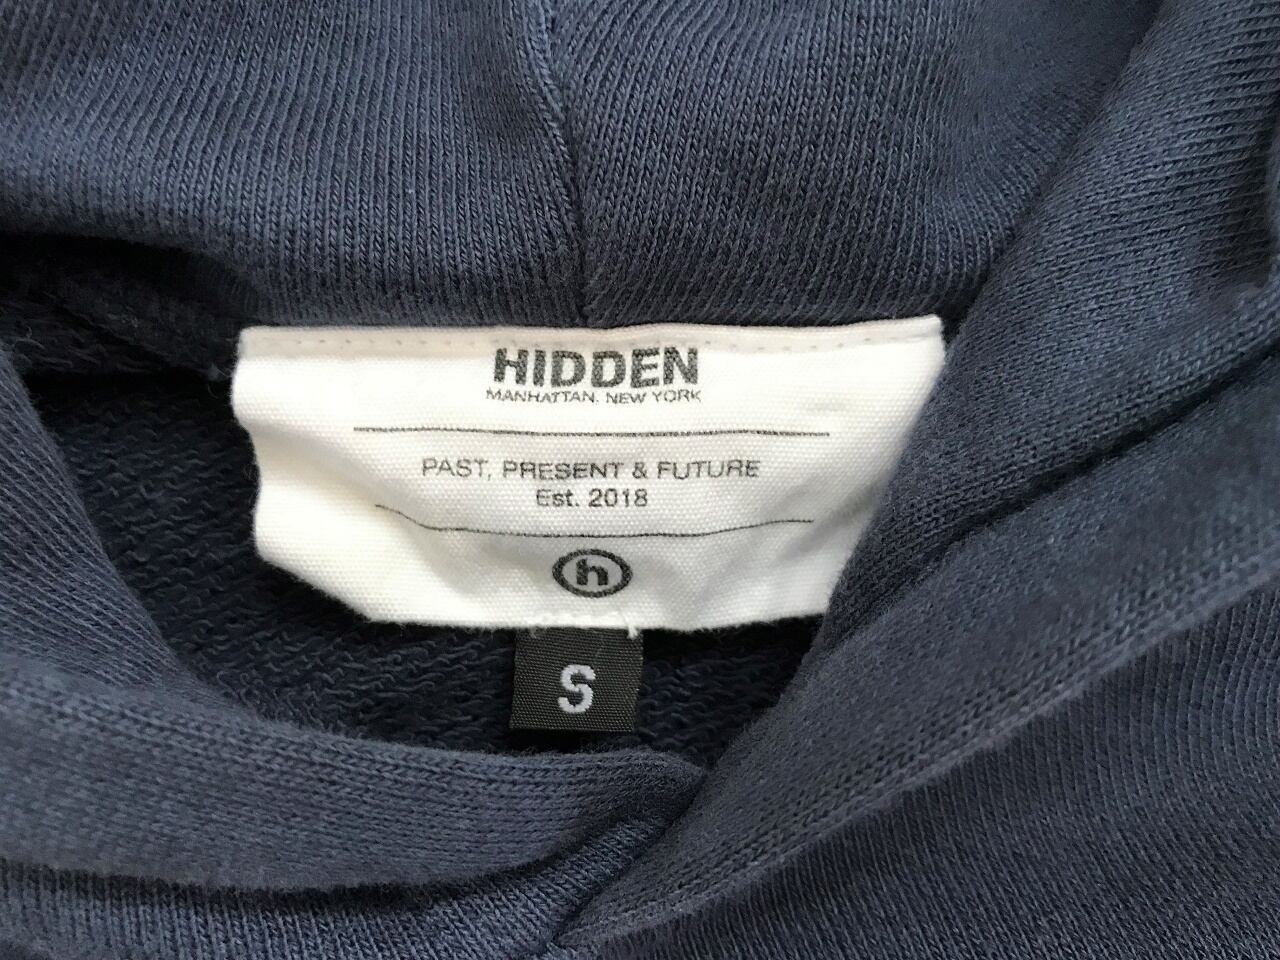 HIDDEN
MANHATTAN, NEW YORK
PAST, PRESENT & FUTURE
Est. 2018
h
S